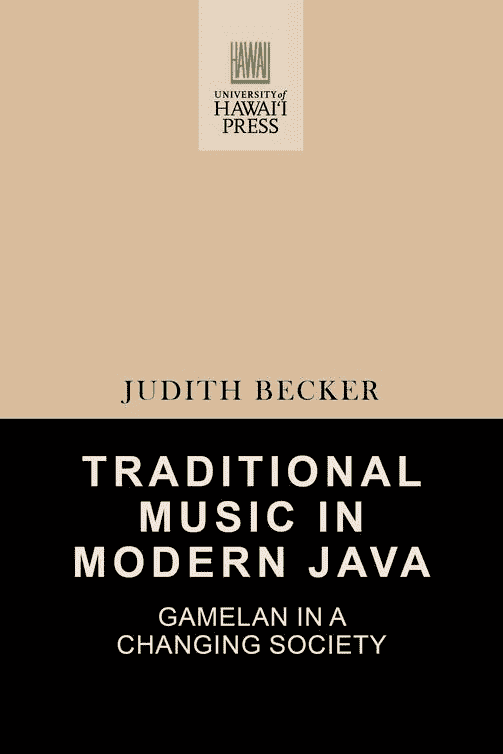 HAWAI'I
UNIVERSITY of
HAWAI'I
PRESS
JUDITH BECKER
TRADITIONAL
MUSIC IN
MODERN JAVA
GAMELAN IN A
CHANGING SOCIETY